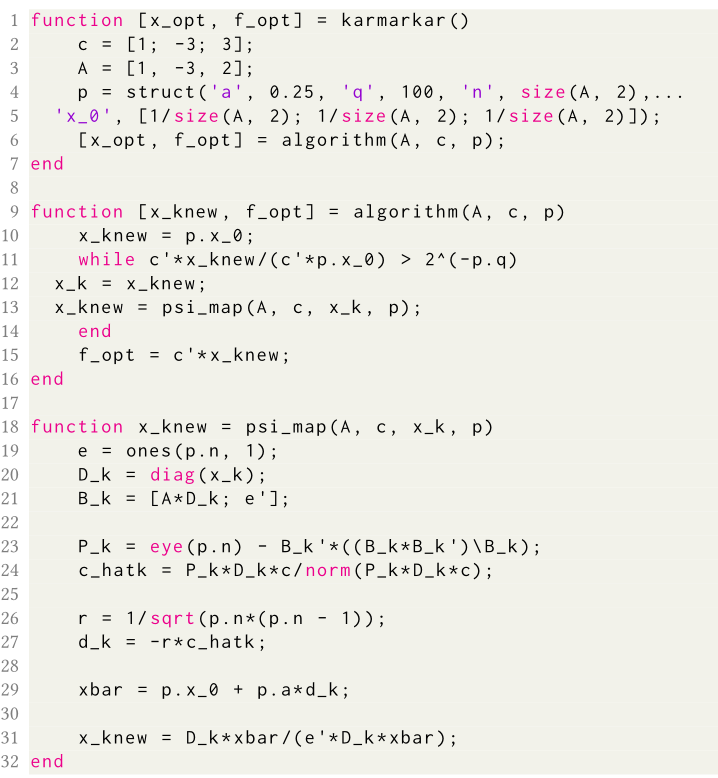 1 function [x_opt, f_opt] = karmarkar()
2     c = [1; -3; 3];
3     A = [1, -3, 2];
4     p = struct('a', 0.25, 'q', 100, 'n', size(A, 2),...
5   'x_0', [1/size(A, 2); 1/size(A, 2); 1/size(A, 2)]);
6     [x_opt, f_opt] = algorithm(A, c, p);
7 end
8
9 function [x_knew, f_opt] = algorithm(A, c, p)
10     x_knew = p.x_0;
11     while c'*x_knew/(c'*p.x_0) > 2^(-p.q)
12   x_k = x_knew;
13   x_knew = psi_map(A, c, x_k, p);
14     end
15     f_opt = c'*x_knew;
16 end
17
18 function x_knew = psi_map(A, c, x_k, p)
19     e = ones(p.n, 1);
20     D_k = diag(x_k);
21     B_k = [A*D_k; e'];
22
23     P_k = eye(p.n) - B_k'*((B_k*B_k')\B_k);
24     c_hatk = P_k*D_k*c/norm(P_k*D_k*c);
25
26     r = 1/sqrt(p.n*(p.n - 1));
27     d_k = -r*c_hatk;
28
29     xbar = p.x_0 + p.a*d_k;
30
31     x_knew = D_k*xbar/(e'*D_k*xbar);
32 end